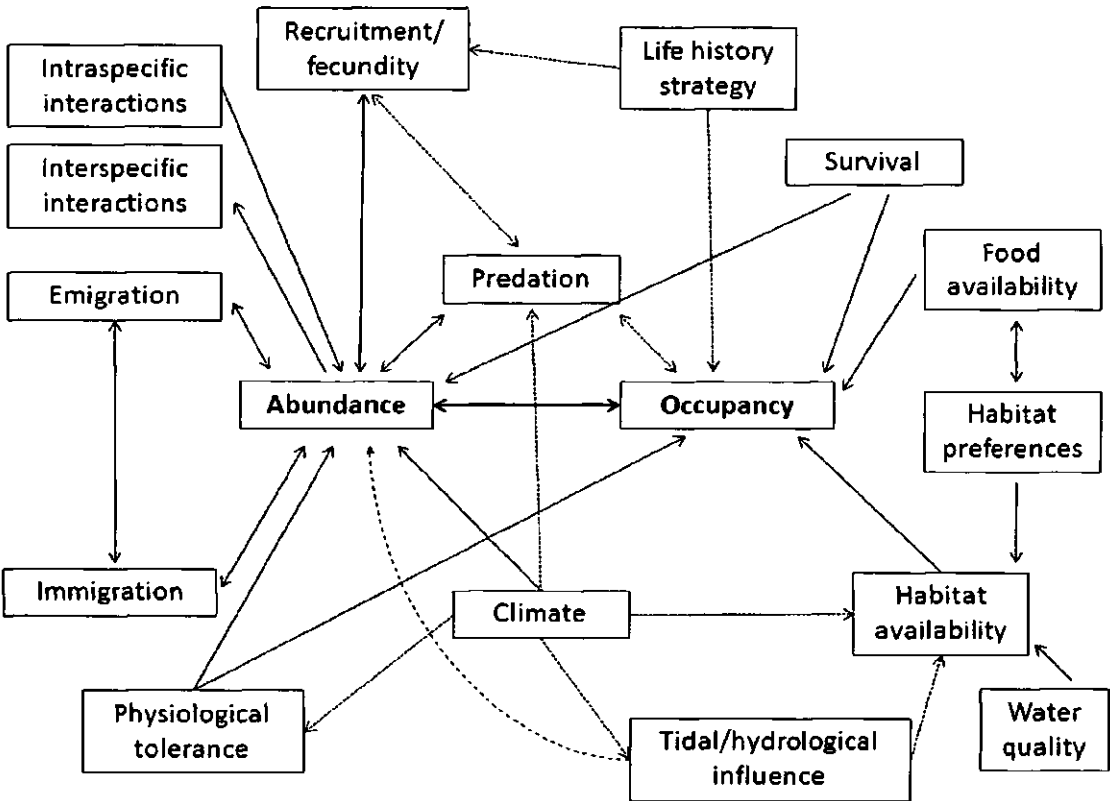 Recruitment/
fecundity
Life history
strategy
Intraspecific
interactions
Interspecific
interactions
Survival
Food
availability
Predation
Emigration
Abundance
Occupancy
Habitat
preferences
Immigration
Climate
Habitat
availability
Physiological
tolerance
Tidal/hydrological
influence
Water
quality